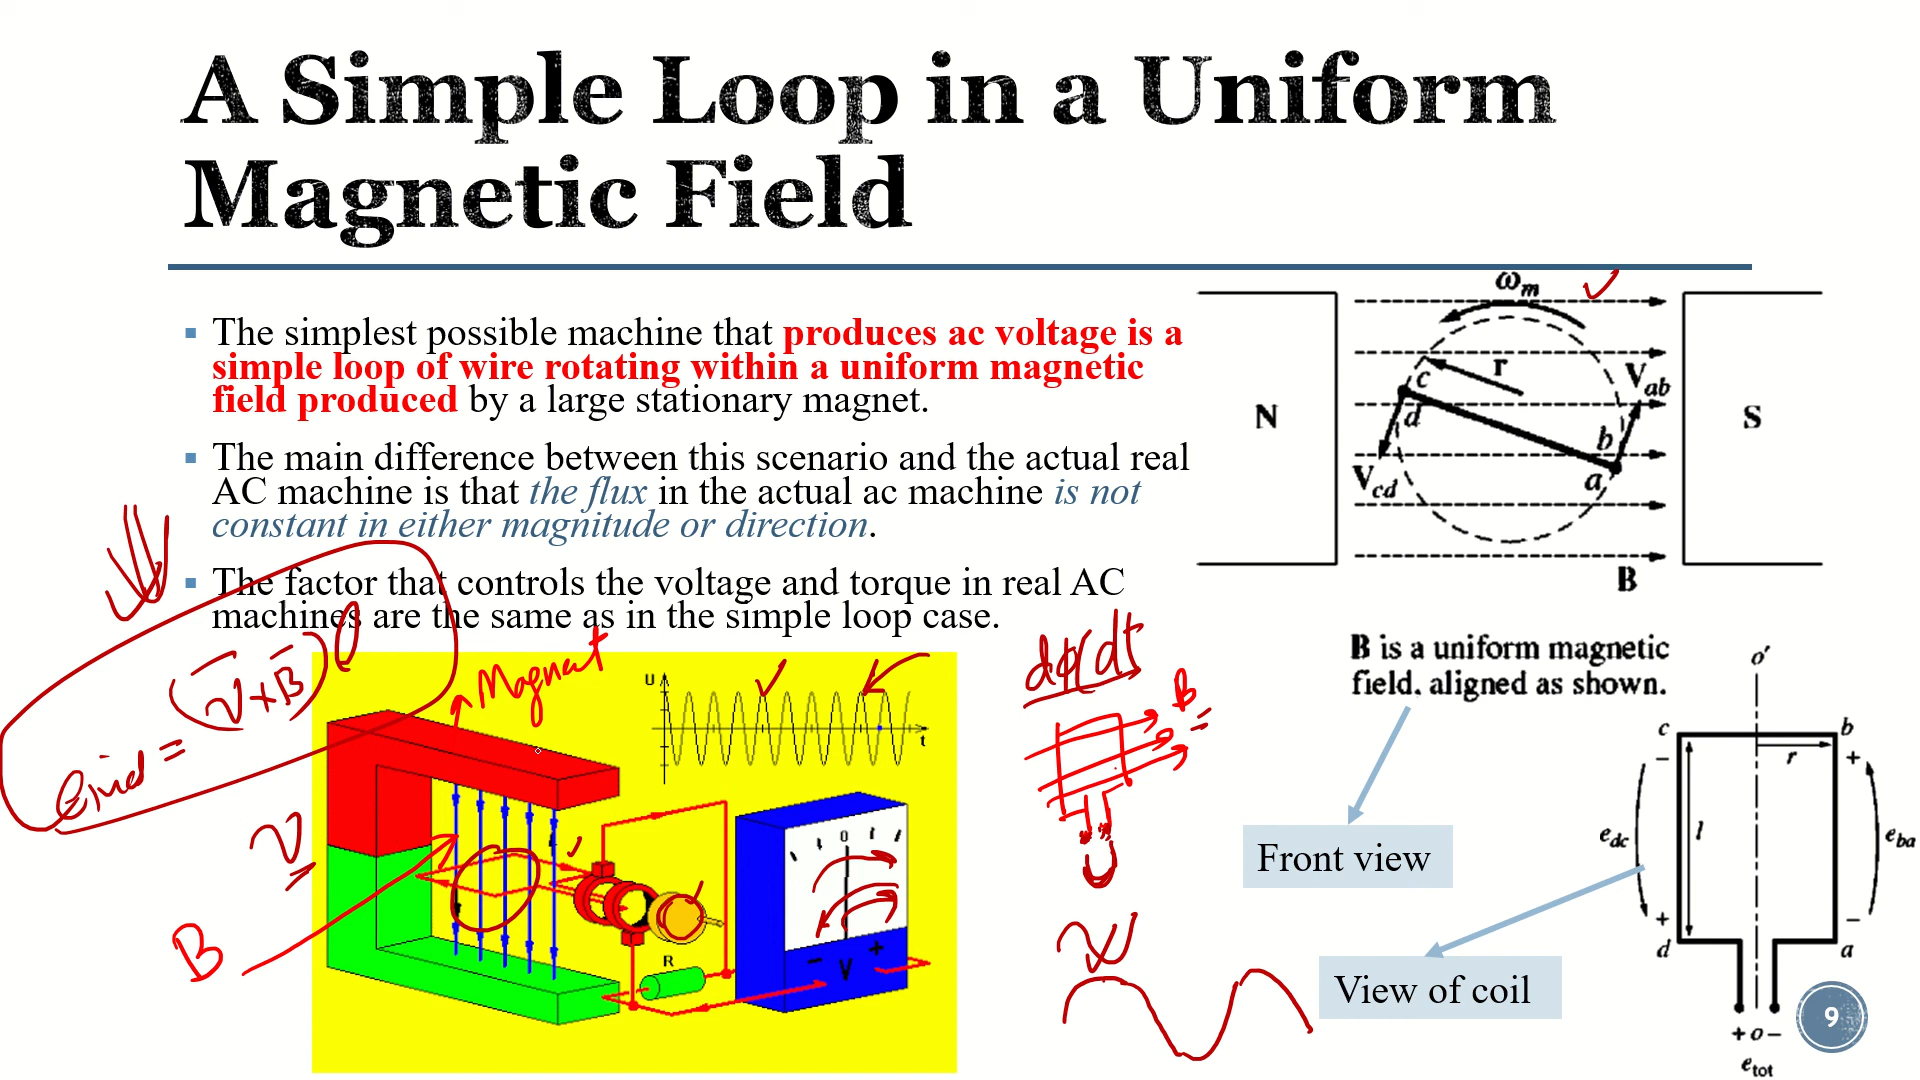 A Simple Loop in a Uniform
Magnetic Field
▪ The simplest possible machine that produces ac voltage is a
simple loop of wire rotating within a uniform magnetic
field produced by a large stationary magnet.
▪ The main difference between this scenario and the actual real
AC machine is that the flux in the actual ac machine is not
constant in either magnitude or direction.
▪ The factor that controls the voltage and torque in real AC
machines are the same as in the simple loop case.
ωm
N
S
r
c
d
Vab
b
a
Vcd
B
B is a uniform magnetic
field, aligned as shown.
Front view
View of coil
o'
c
b
−
r
+
edc
l
eba
+
−
d
a
+ o −
etot
eind = (V × B) l
V
B
Magnet
U
t
0
R
− V +
dφ/dt
B
9